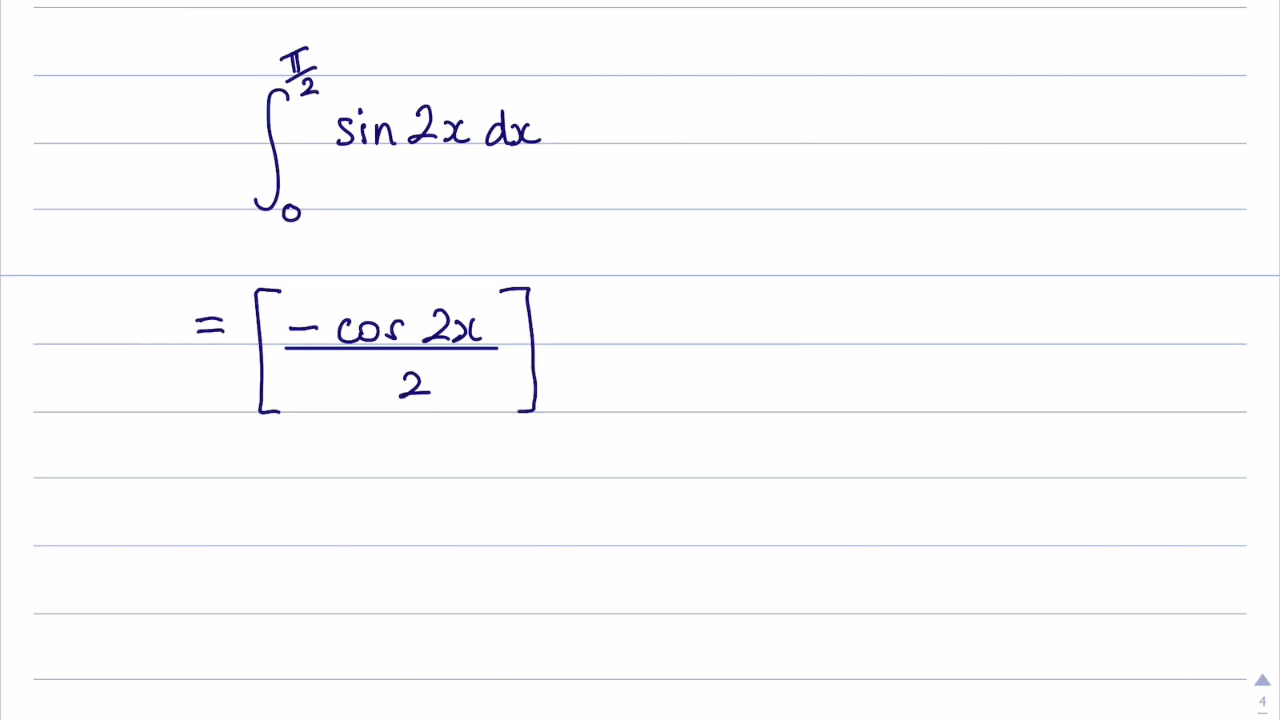 ∫₀^{π/2} sin 2x dx
= [ (− cos 2x) / 2 ]
4